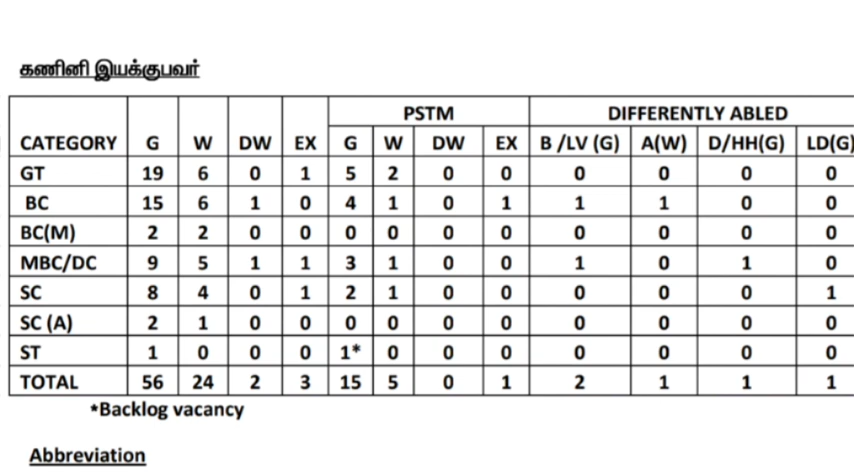 கணினி இயக்குபவர்
PSTM DIFFERENTLY ABLED
CATEGORY G W DW EX G W DW EX B /LV (G) A(W) D/HH(G) LD(G)
GT 19 6 0 1 5 2 0 0 0 0 0 0
BC 15 6 1 0 4 1 0 1 1 1 0 0
BC(M) 2 2 0 0 0 0 0 0 0 0 0 0
MBC/DC 9 5 1 1 3 1 0 0 1 0 1 0
SC 8 4 0 1 2 1 0 0 0 0 0 1
SC (A) 2 1 0 0 0 0 0 0 0 0 0 0
ST 1 0 0 0 1* 0 0 0 0 0 0 0
TOTAL 56 24 2 3 15 5 0 1 2 1 1 1
*Backlog vacancy
Abbreviation